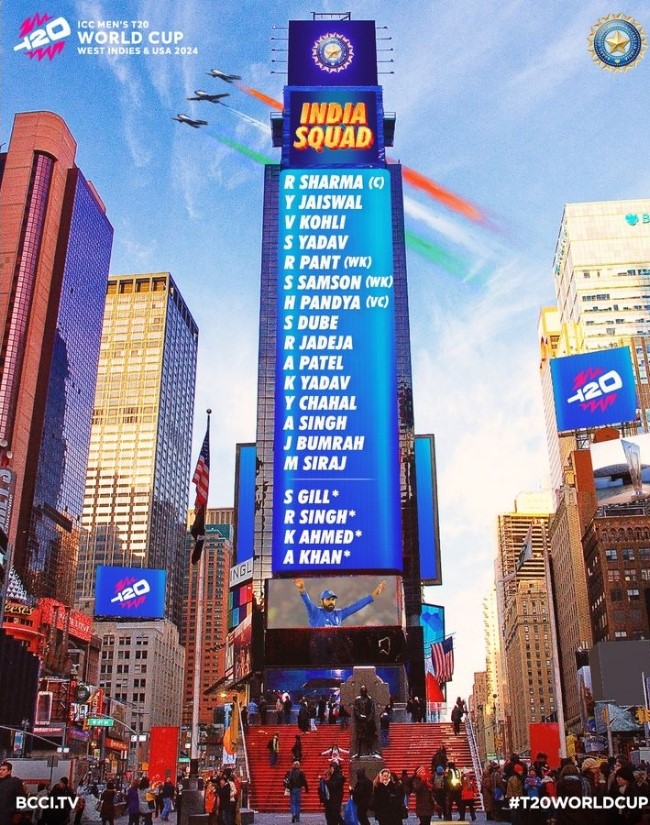 T20
ICC MEN'S T20
WORLD CUP
WEST INDIES & USA 2024
INDIA
SQUAD
R SHARMA (C)
Y JAISWAL
V KOHLI
S YADAV
R PANT (WK)
S SAMSON (WK)
H PANDYA (VC)
S DUBE
R JADEJA
A PATEL
K YADAV
Y CHAHAL
A SINGH
J BUMRAH
M SIRAJ
S GILL*
R SINGH*
K AHMED*
A KHAN*
T20
T20
INGL
BCCI.TV
#T20WORLDCUP